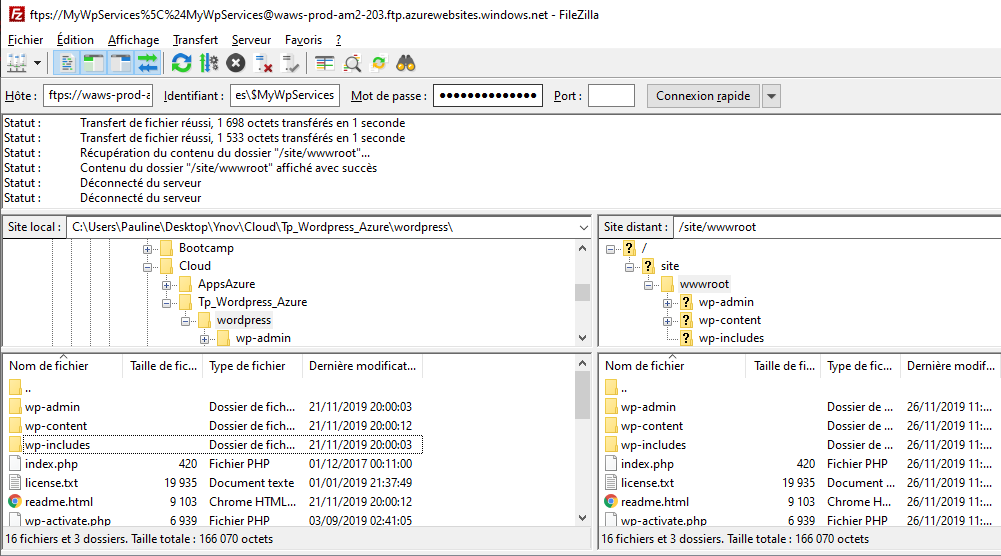 ftps://MyWpServices%5C%24MyWpServices@waws-prod-am2-203.ftp.azurewebsites.windows.net - FileZilla
Fichier Édition Affichage Transfert Serveur Favoris ?
Hôte : ftps://waws-prod-a Identifiant : es\$MyWpServices Mot de passe : Port : Connexion rapide
Statut : Transfert de fichier réussi, 1 698 octets transférés en 1 seconde
Statut : Transfert de fichier réussi, 1 533 octets transférés en 1 seconde
Statut : Récupération du contenu du dossier "/site/wwwroot"...
Statut : Contenu du dossier "/site/wwwroot" affiché avec succès
Statut : Déconnecté du serveur
Statut : Déconnecté du serveur
Site local : C:\Users\Pauline\Desktop\Ynov\Cloud\Tp_Wordpress_Azure\wordpress\
Bootcamp
Cloud
AppsAzure
Tp_Wordpress_Azure
wordpress
wp-admin
Site distant : /site/wwwroot
/
site
wwwroot
wp-admin
wp-content
wp-includes
Nom de fichier Taille de fic... Type de fichier Dernière modificat...
..
wp-admin Dossier de fich... 21/11/2019 20:00:03
wp-content Dossier de fich... 21/11/2019 20:00:12
wp-includes Dossier de fich... 21/11/2019 20:00:03
index.php 420 Fichier PHP 01/12/2017 00:11:00
license.txt 19 935 Document texte 01/01/2019 21:37:49
readme.html 9 103 Chrome HTML... 21/11/2019 20:00:12
wp-activate.php 6 939 Fichier PHP 03/09/2019 02:41:05
16 fichiers et 3 dossiers. Taille totale : 166 070 octets
Nom de fichier Taille de fi... Type de fic... Dernière modif...
..
wp-admin Dossier de ... 26/11/2019 11:...
wp-content Dossier de ... 26/11/2019 11:...
wp-includes Dossier de ... 26/11/2019 11:...
index.php 420 Fichier PHP 26/11/2019 11:...
license.txt 19 935 Document ... 26/11/2019 11:...
readme.html 9 103 Chrome H... 26/11/2019 11:...
wp-activate.php 6 939 Fichier PHP 26/11/2019 11:...
16 fichiers et 3 dossiers. Taille totale : 166 070 octets